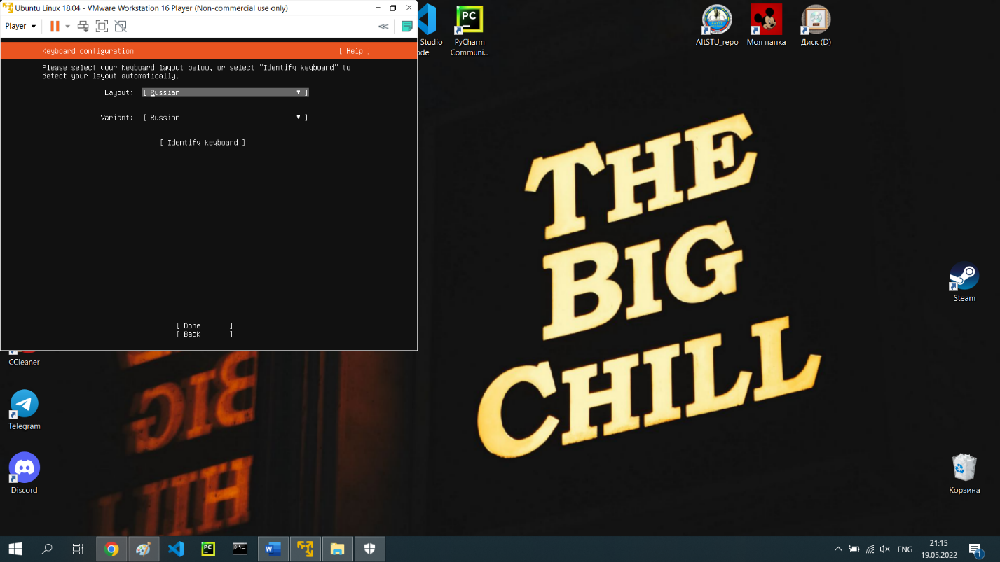 Ubuntu Linux 18.04 - VMware Workstation 16 Player (Non-commercial use only)
Player
Keyboard configuration [ Help ]
Please select your keyboard layout below, or select "Identify keyboard" to
detect your layout automatically.
Layout: [ Russian ▼ ]
Variant: [ Russian ▼ ]
[ Identify keyboard ]
[ Done ]
[ Back ]
Studio
ode
PC
PyCharm
Communi...
AltSTU_repo
Моя папка
Диск (D)
THE
BIG
CHILL
Steam
CCleaner
Telegram
Discord
BIG
HILL
Корзина
PC
W
ENG
21:15
19.05.2022
1